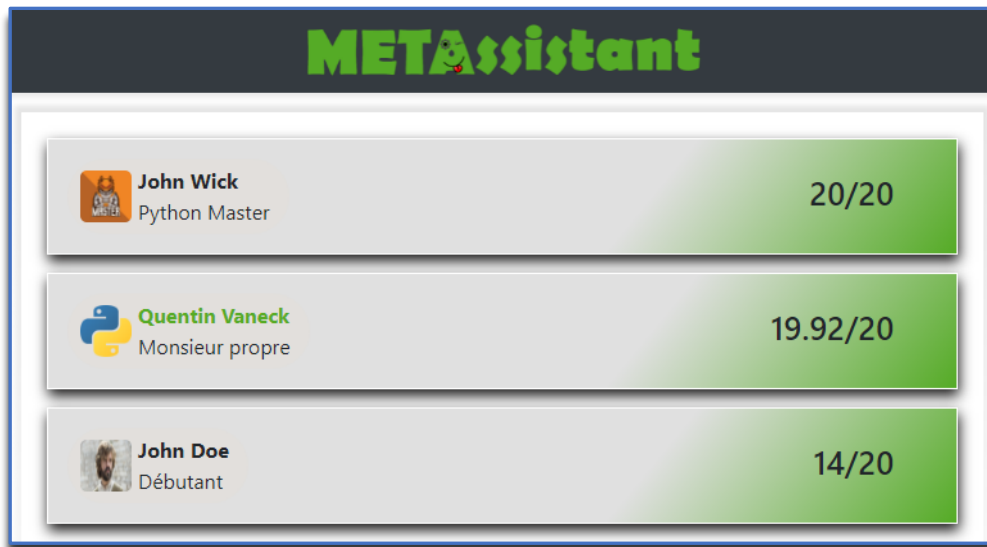 METAssistant
John Wick
Python Master
20/20
Quentin Vaneck
Monsieur propre
19.92/20
John Doe
Débutant
14/20